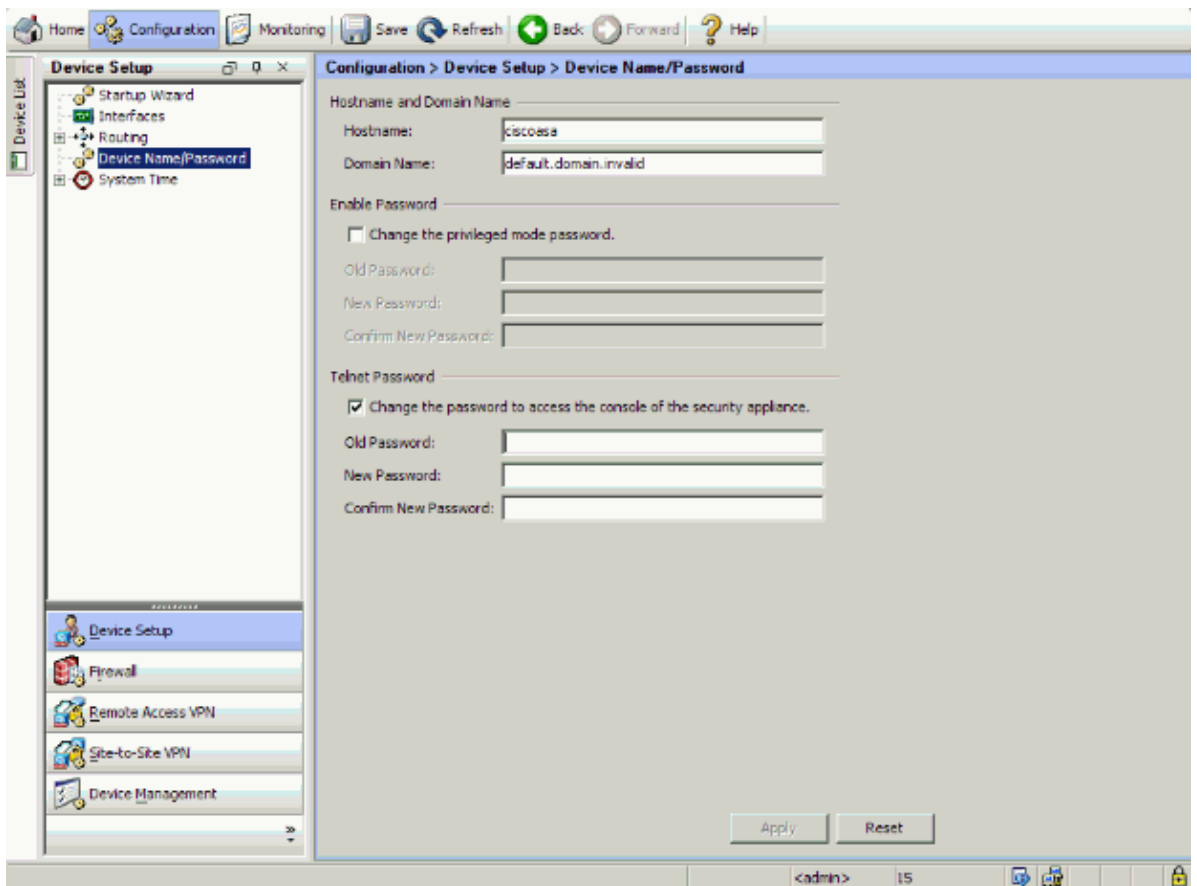 Home Configuration Monitoring Save Refresh Back Forward Help
Device List
Device Setup
Startup Wizard
Interfaces
Routing
Device Name/Password
System Time
Device Setup
Firewall
Remote Access VPN
Site-to-Site VPN
Device Management
»
Configuration > Device Setup > Device Name/Password
Hostname and Domain Name
Hostname: ciscoasa
Domain Name: default.domain.invalid
Enable Password
Change the privileged mode password.
Old Password:
New Password:
Confirm New Password:
Telnet Password
Change the password to access the console of the security appliance.
Old Password:
New Password:
Confirm New Password:
Apply Reset
<admin> 15